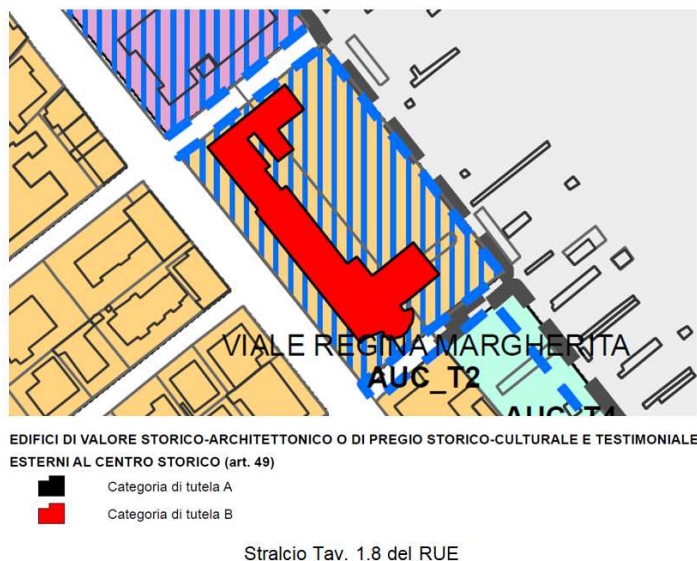 VIALE REGINA MARGHERITA
AUC_T2
AUC_T4
EDIFICI DI VALORE STORICO-ARCHITETTONICO O DI PREGIO STORICO-CULTURALE E TESTIMONIALE
ESTERNI AL CENTRO STORICO (art. 49)
Categoria di tutela A
Categoria di tutela B
Stralcio Tav. 1.8 del RUE